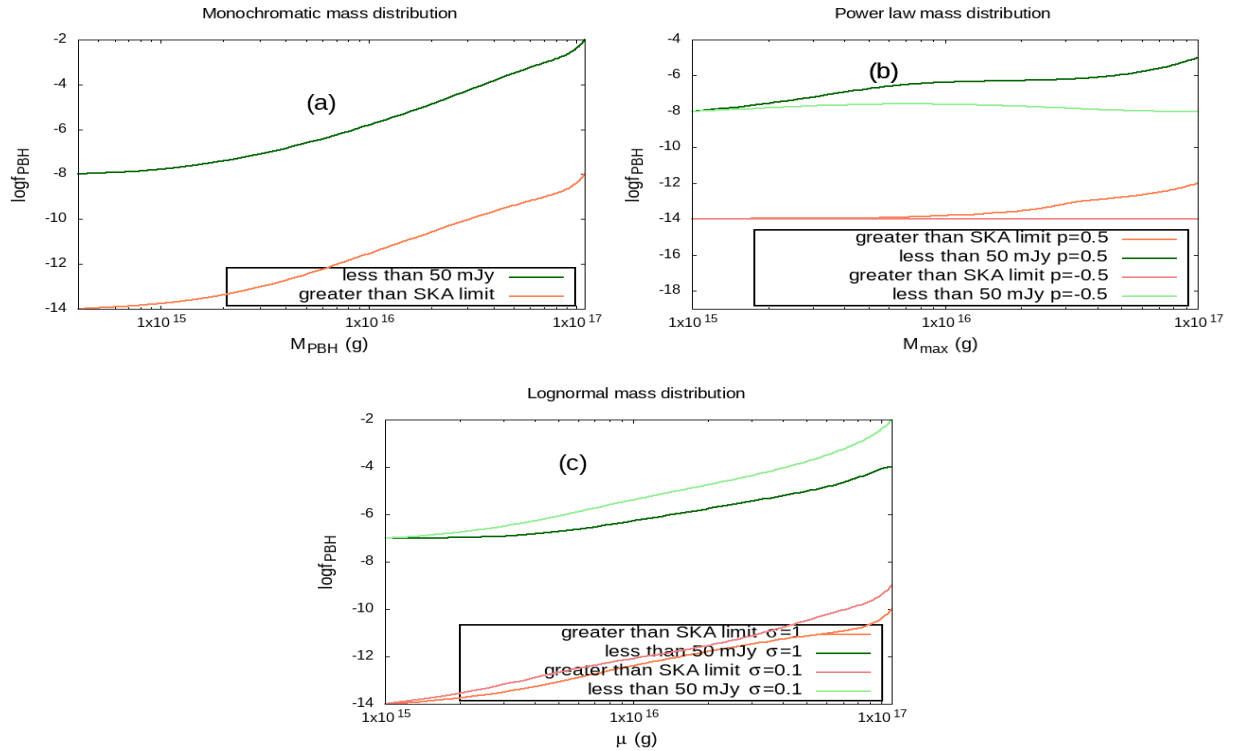 Monochromatic mass distribution
-2
-4
-6
-8
-10
-12
-14
logfPBH
(a)
less than 50 mJy
greater than SKA limit
1x10^15
1x10^16
1x10^17
MPBH (g)
Power law mass distribution
-4
-6
-8
-10
-12
-14
-16
-18
logfPBH
(b)
greater than SKA limit p=0.5
less than 50 mJy p=0.5
greater than SKA limit p=-0.5
less than 50 mJy p=-0.5
1x10^15
1x10^16
1x10^17
Mmax (g)
Lognormal mass distribution
-2
-4
-6
-8
-10
-12
-14
logfPBH
(c)
greater than SKA limit σ=1
less than 50 mJy σ=1
greater than SKA limit σ=0.1
less than 50 mJy σ=0.1
1x10^15
1x10^16
1x10^17
μ (g)